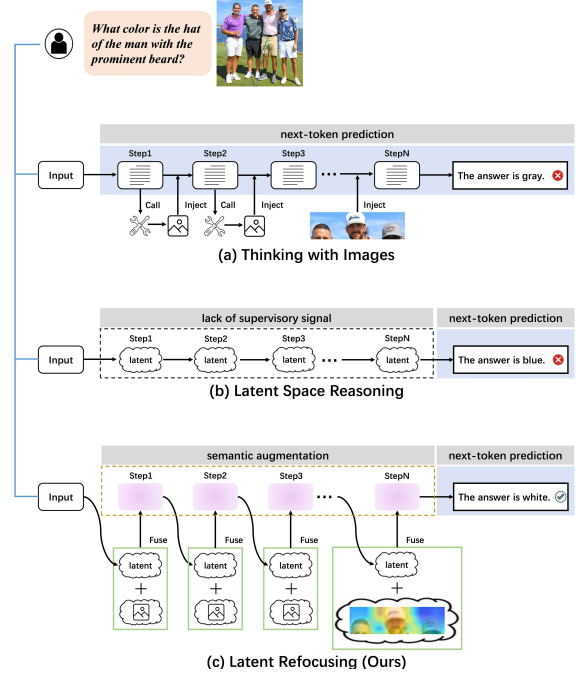 What color is the hat
of the man with the
prominent beard?
next-token prediction
Step1 Step2 Step3 StepN
Input
The answer is gray.
Call Inject Call Inject Inject
(a) Thinking with Images
lack of supervisory signal next-token prediction
Step1 Step2 Step3 StepN
Input latent latent latent ... latent The answer is blue.
(b) Latent Space Reasoning
semantic augmentation next-token prediction
Step1 Step2 Step3 StepN
Input ... The answer is white.
Fuse Fuse Fuse Fuse
latent latent latent latent
+ + + +
(c) Latent Refocusing (Ours)